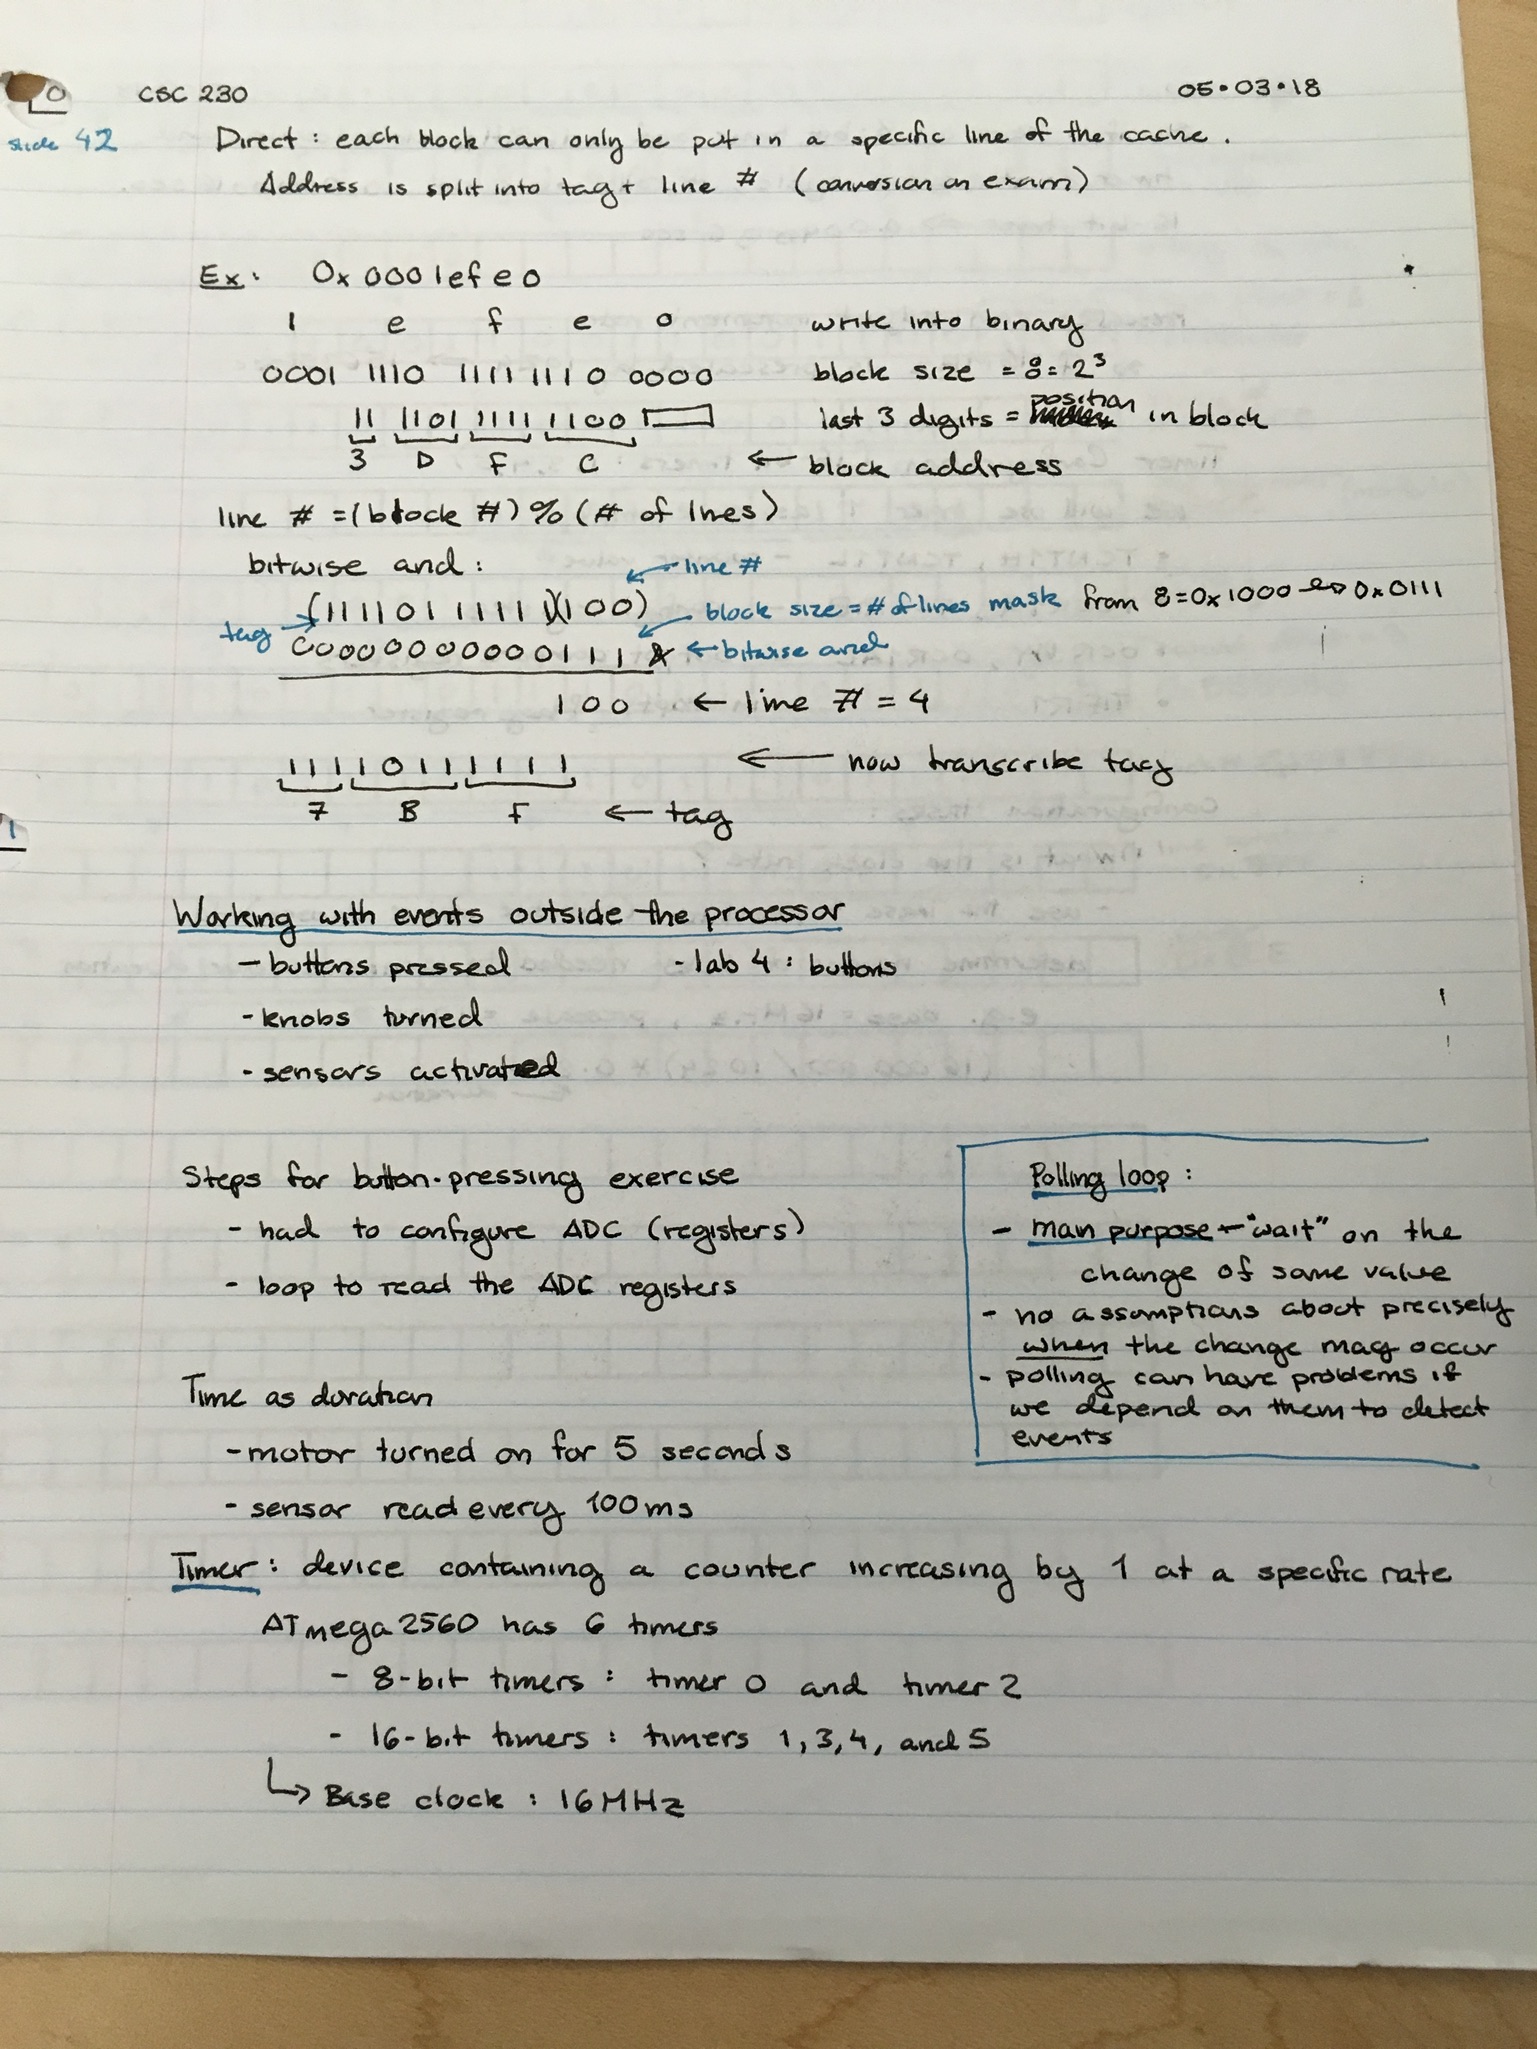 CSC 230 05·03·18
slide 42 Direct : each block can only be put in a specific line of the cache.
Address is split into tag + line # (conversion on exam)
Ex: 0x0001efe0
1 e f e 0 write into binary
0001 1110 1111 1110 0000 block size = 8 = 2³
11 1101 1111 1100 last 3 digits = position in block
3 D F C ← block address
line # = (block #) % (# of lines)
bitwise and :
← line #
tag → (11110111111)(100) block size = # of lines mask from 8=0x1000 → 0x0111
00000000000111 & ← bitwise and
100 ← line # = 4
11110111111 ← now transcribe tag
7 B F ← tag
1
Working with events outside the processor
- buttons pressed - lab 4 : buttons
- knobs turned
- sensors activated
Steps for button-pressing exercise
- had to configure ADC (registers)
- loop to read the ADC registers
Polling loop :
- main purpose - "wait" on the
change of some value
- no assumptions about precisely
when the change may occur
- polling can have problems if
we depend on them to detect
events
Time as duration
- motor turned on for 5 seconds
- sensor read every 100ms
Timer : device containing a counter increasing by 1 at a specific rate
ATmega2560 has 6 timers
- 8-bit timers : timer 0 and timer 2
- 16-bit timers : timers 1, 3, 4, and 5
↳ Base clock : 16MHz